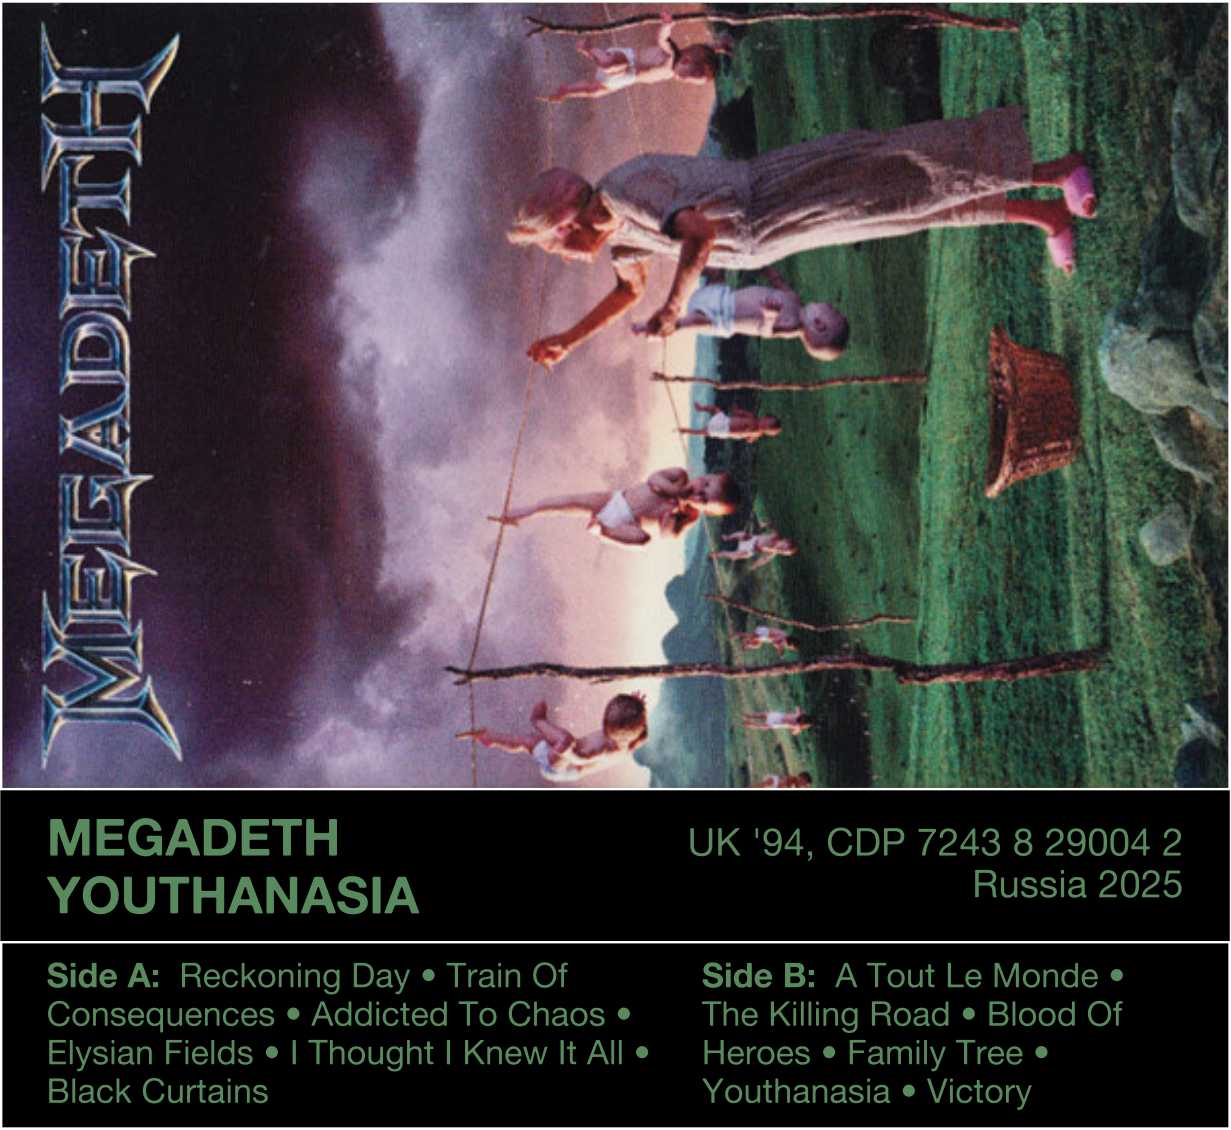 MEGADETH
MEGADETH
YOUTHANASIA
UK '94, CDP 7243 8 29004 2
Russia 2025
Side A: Reckoning Day • Train Of
Consequences • Addicted To Chaos •
Elysian Fields • I Thought I Knew It All •
Black Curtains
Side B: A Tout Le Monde •
The Killing Road • Blood Of
Heroes • Family Tree •
Youthanasia • Victory